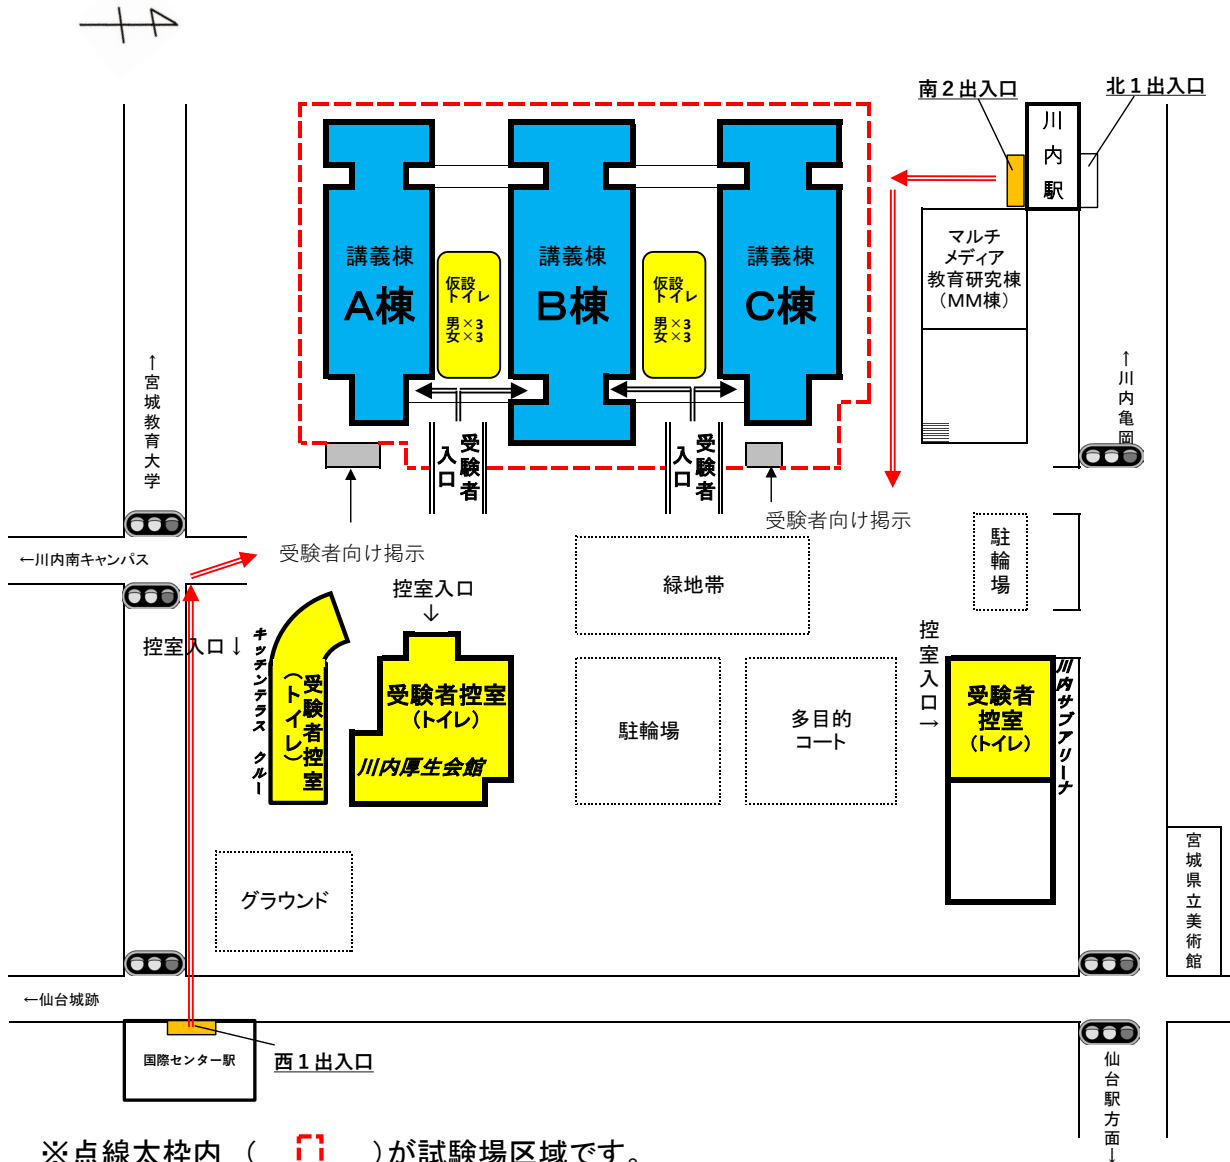 南２出入口
北１出入口
川内駅
講義棟
Ａ棟
仮設
トイレ
男×3
女×3
講義棟
Ｂ棟
仮設
トイレ
男×3
女×3
講義棟
Ｃ棟
マルチ
メディア
教育研究棟
（ＭＭ棟）
↑宮城教育大学
↑川内亀岡
受験者
入口
受験者
入口
受験者向け掲示
受験者向け掲示
←川内南キャンパス
緑地帯
駐輪場
控室入口
↓
控室入口↓
キッチンテラス クルー
受験者控室
（トイレ）
受験者控室
（トイレ）
川内厚生会館
駐輪場
多目的
コート
控室入口→
受験者
控室
（トイレ）
川内サブアリーナ
グラウンド
宮城県立美術館
←仙台城跡
国際センター駅
西１出入口
仙台駅方面↓
※点線太枠内 （ ）が試験場区域です。